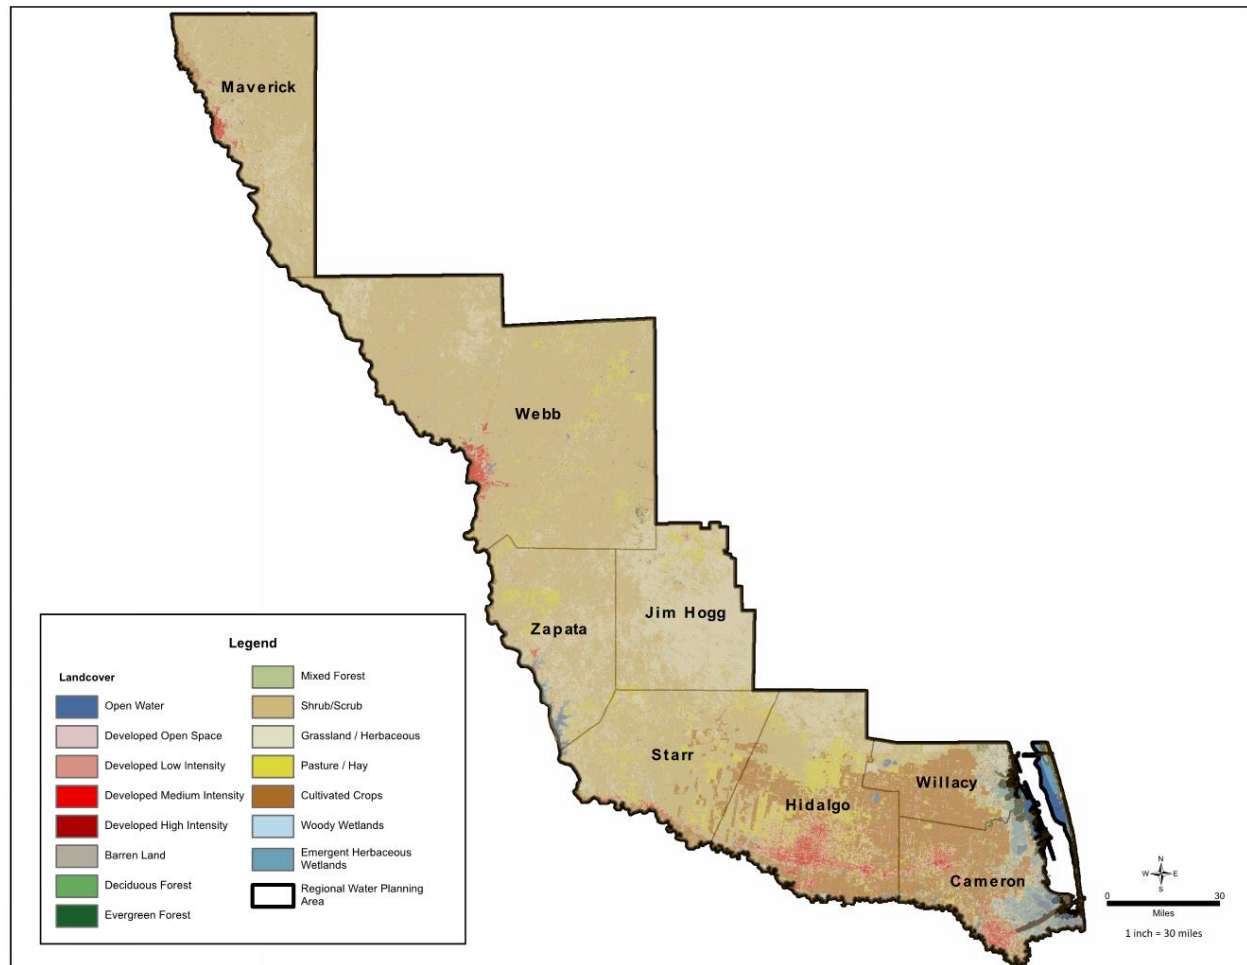 Maverick
Webb
Zapata
Jim Hogg
Starr
Hidalgo
Willacy
Cameron
Legend
Landcover
Open Water
Developed Open Space
Developed Low Intensity
Developed Medium Intensity
Developed High Intensity
Barren Land
Deciduous Forest
Evergreen Forest
Mixed Forest
Shrub/Scrub
Grassland / Herbaceous
Pasture / Hay
Cultivated Crops
Woody Wetlands
Emergent Herbaceous
Wetlands
Regional Water Planning
Area
N
W E
S
0 30
Miles
1 inch = 30 miles